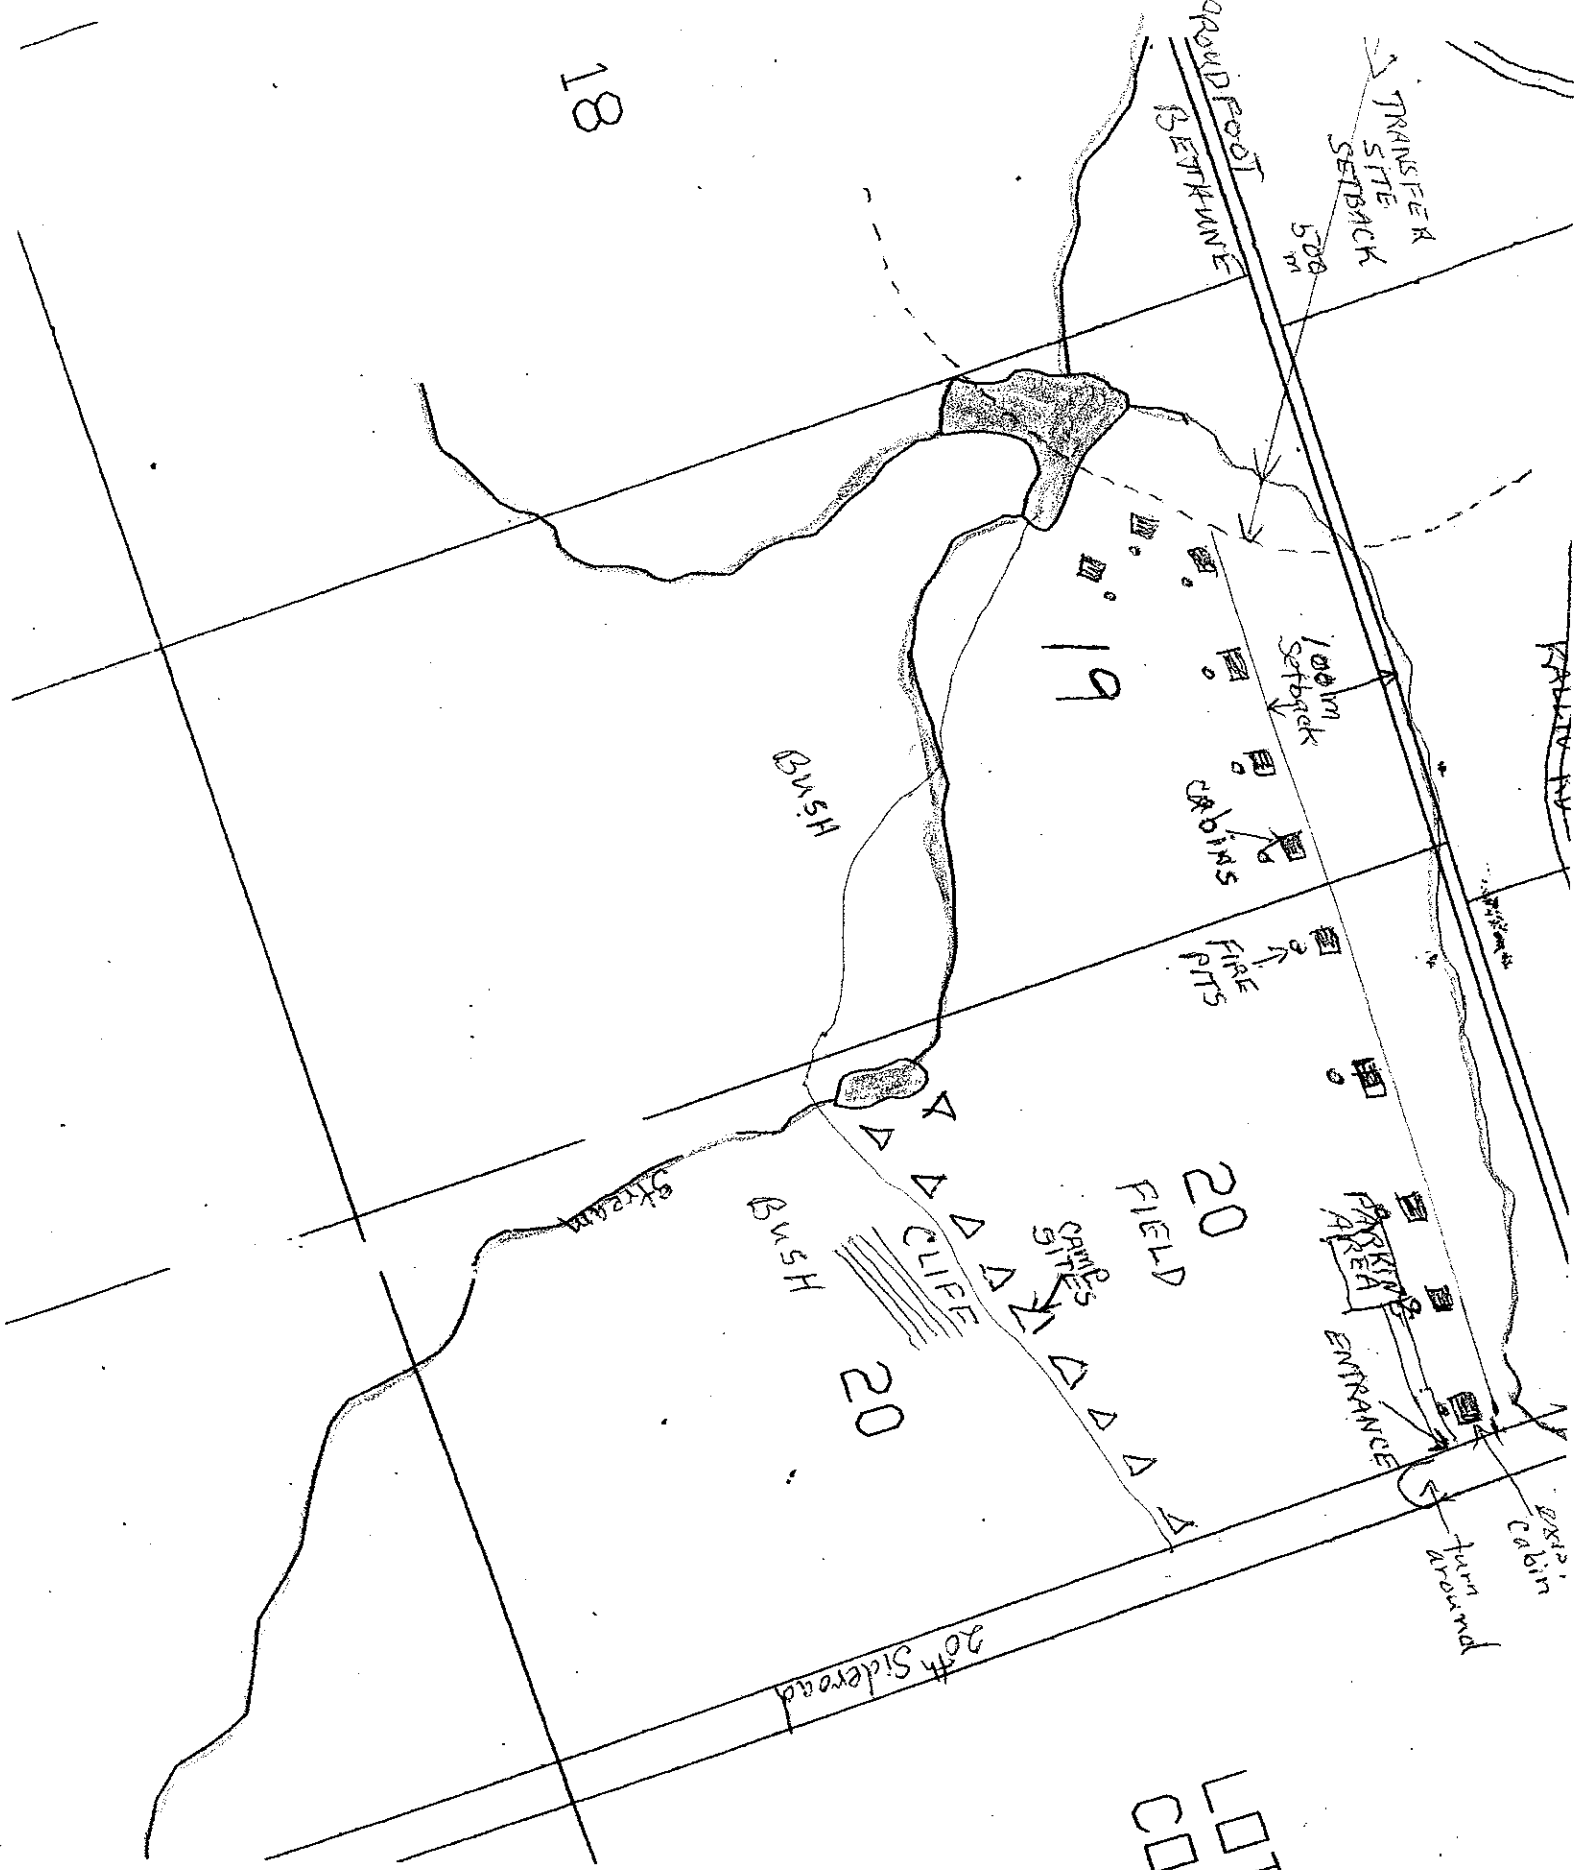 18
PROUDFOOT
BETHUNE
TRANSFER
SITE
SETBACK
500
m
100m
setback
19
cabins
FIRE
PITS
BUSH
20
FIELD
CAMP
SITES
CLIFF
BUSH
stream
20
PARKING
AREA
ENTRANCE
cabin
turn
around
20th Sideroad
LOT
CO